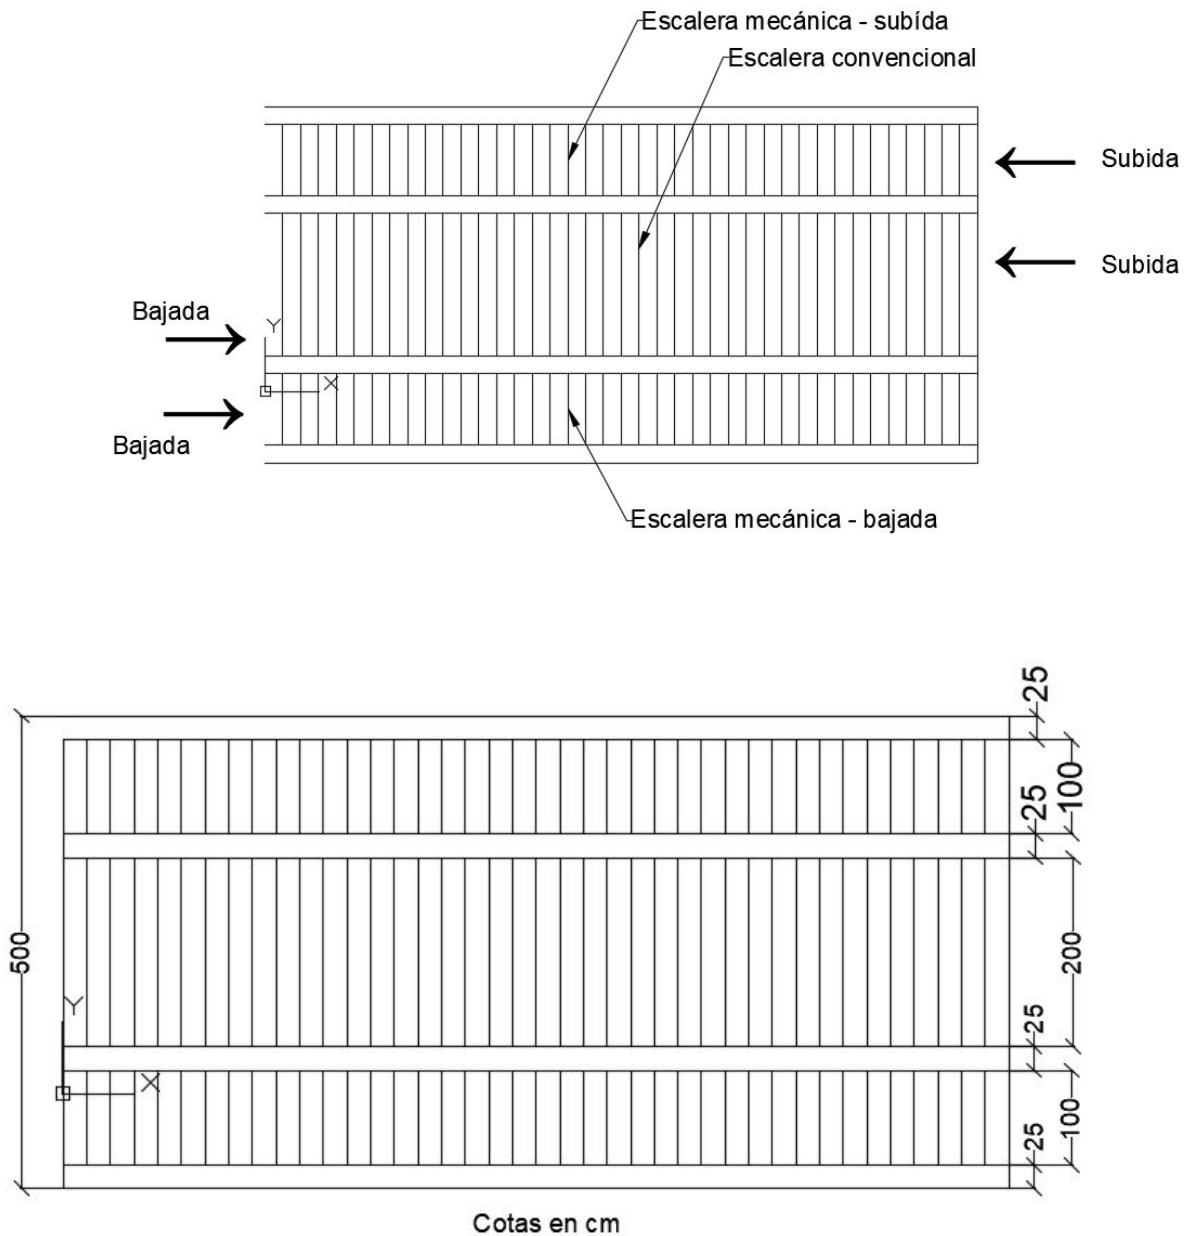 Escalera mecánica - subída
Escalera convencional
Subida
Subida
Bajada
Y
X
Bajada
Escalera mecánica - bajada
25
100
25
500
200
Y
25
X
100
25
Cotas en cm